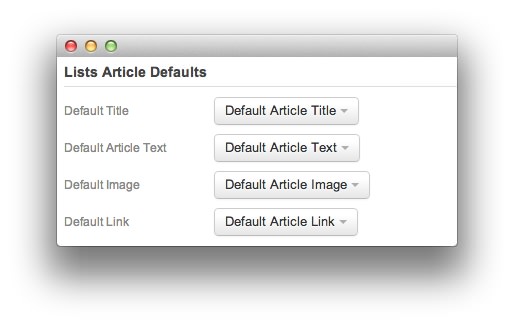 Lists Article Defaults
Default Title Default Article Title
Default Article Text Default Article Text
Default Image Default Article Image
Default Link Default Article Link